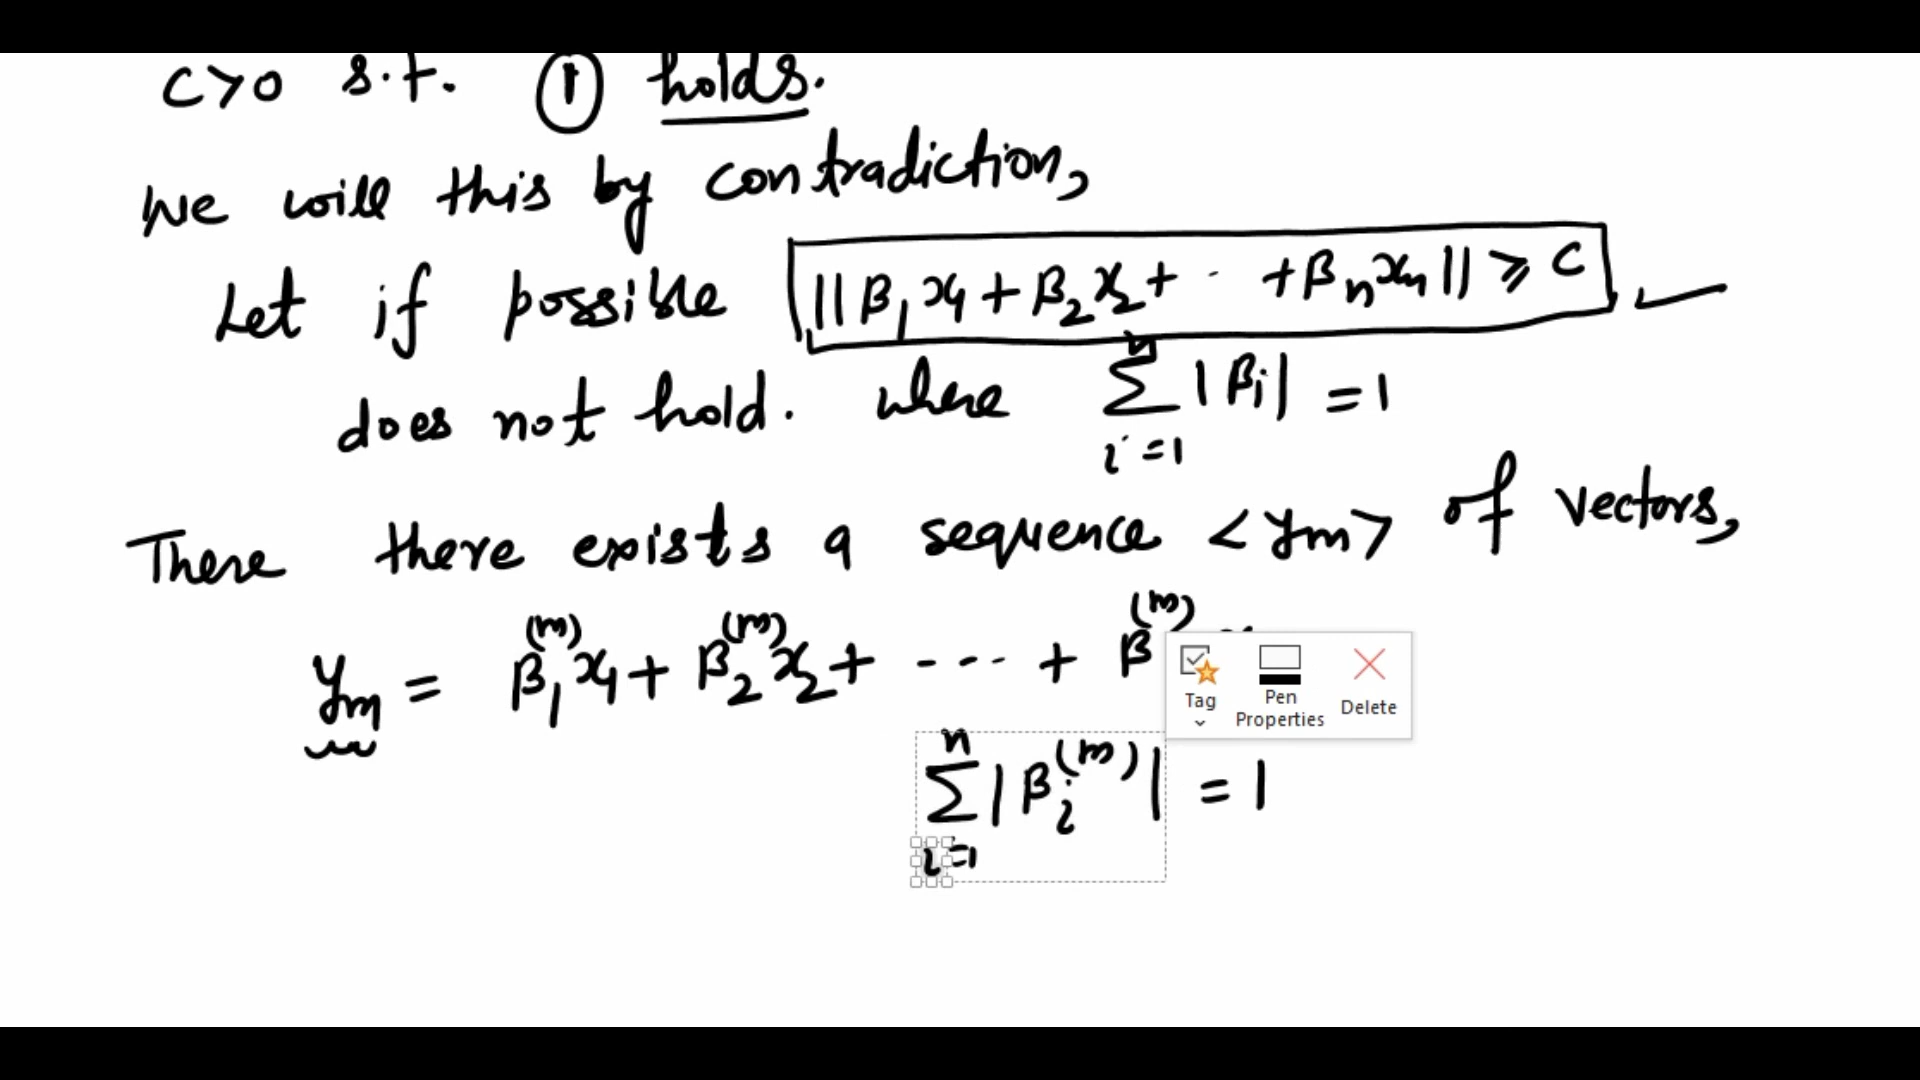 C>0 s.t. ① holds.
We will this by contradiction,
Let if possible ||β₁x₁ + β₂x₂ + ·· + βₙxₙ|| ⩾ C
does not hold. where ∑ⁿᵢ₌₁ |βᵢ| = 1
There there exists a sequence <yₘ> of vectors,
yₘ = β₁⁽ᵐ⁾x₁ + β₂⁽ᵐ⁾x₂ + --- + β⁽ᵐ⁾
Tag
Pen Properties
Delete
∑ⁿᵢ₌₁ |βᵢ⁽ᵐ⁾| = 1